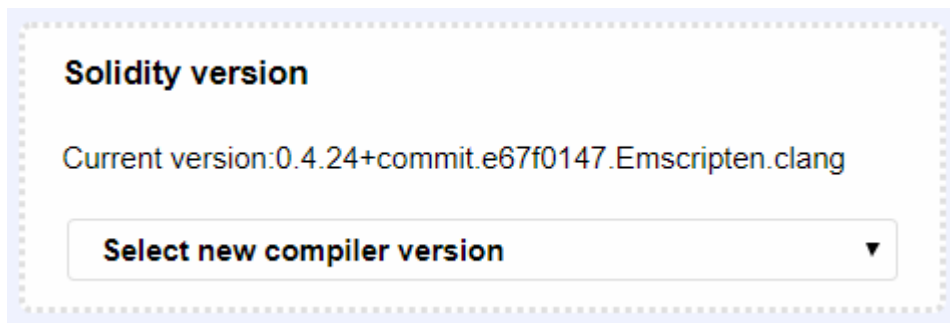 Solidity version
Current version:0.4.24+commit.e67f0147.Emscripten.clang
Select new compiler version